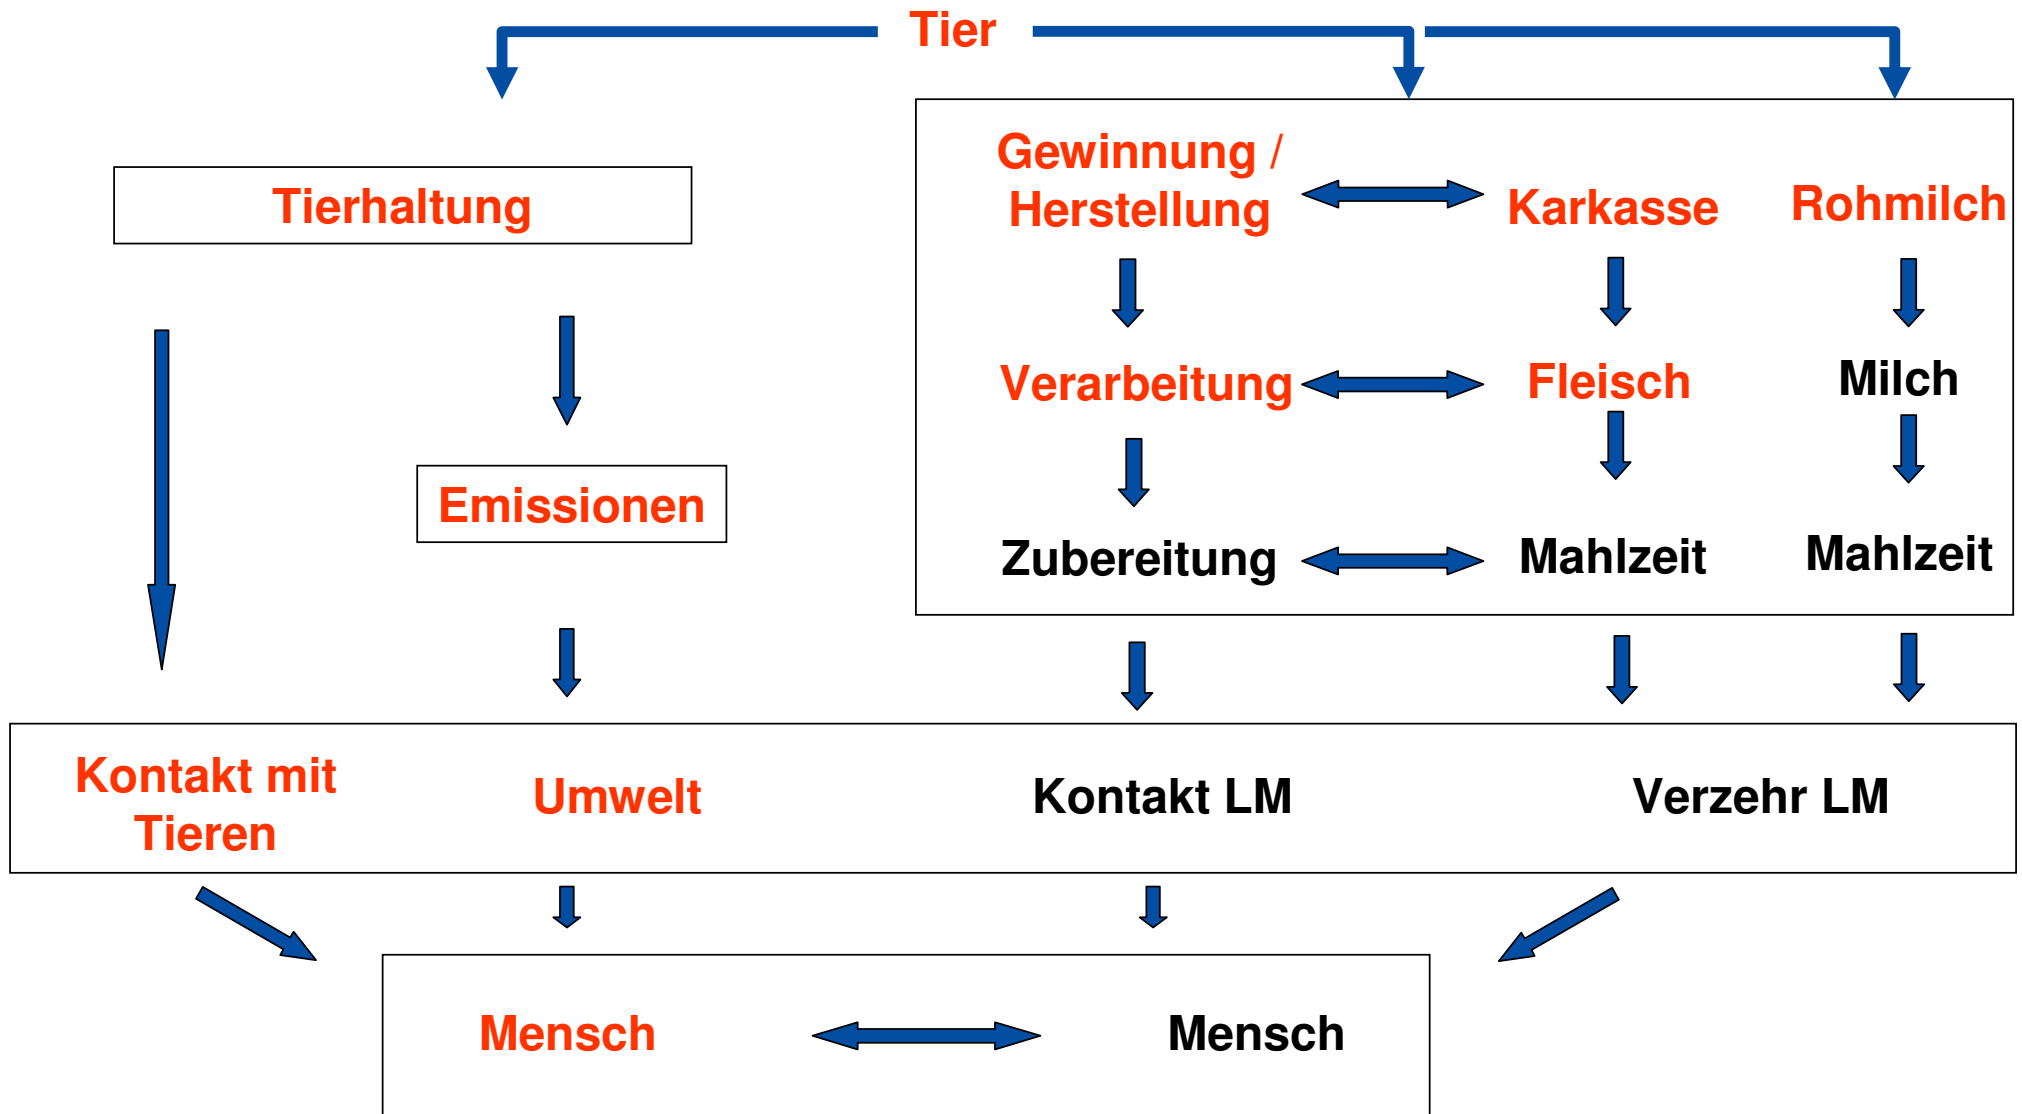 Tier
Gewinnung /
Herstellung
Karkasse
Rohmilch
Tierhaltung
Verarbeitung
Fleisch
Milch
Emissionen
Zubereitung
Mahlzeit
Mahlzeit
Kontakt mit
Tieren
Umwelt
Kontakt LM
Verzehr LM
Mensch
Mensch